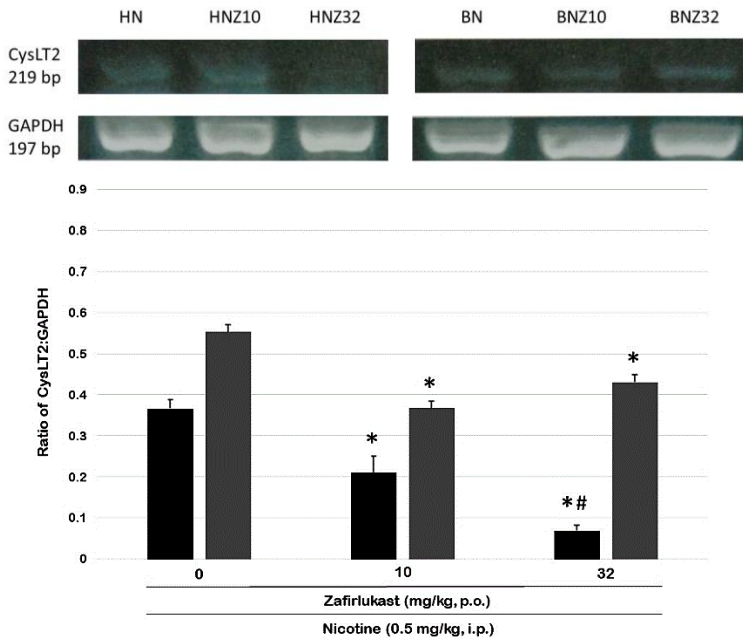 HN HNZ10 HNZ32 BN BNZ10 BNZ32
CysLT2
219 bp
GAPDH
197 bp
Ratio of CysLT2:GAPDH
0.9
0.8
0.7
0.6
0.5
0.4
0.3
0.2
0.1
0
*
*
*#
*
0 10 32
Zafirlukast (mg/kg, p.o.)
Nicotine (0.5 mg/kg, i.p.)